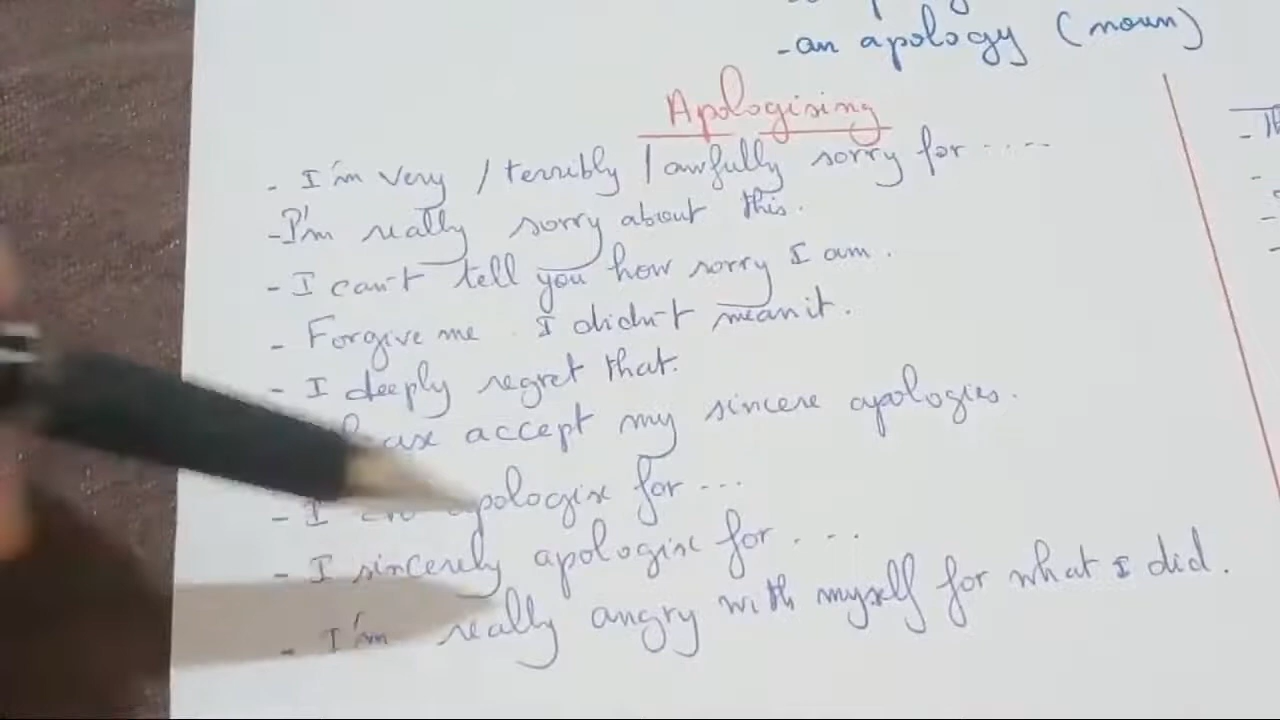 -an apology (noun)
Apologising
- I'm very / terribly / awfully sorry for .....
-I'm really sorry about this.
- I can't tell you how sorry I am.
- Forgive me. I didn't mean it.
- I deeply regret that.
accept my sincere apologies.
- I apologise for ...
- I sincerely apologise for ....
- I'm really angry with myself for what I did.